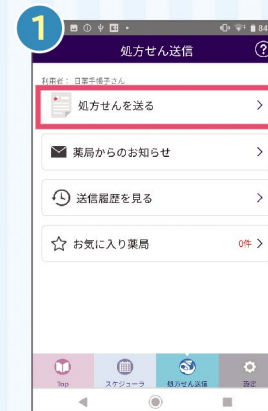 1
84
処方せん送信
?
利用者： 日薬手帳子さん
処方せんを送る
薬局からのお知らせ
送信履歴を見る
お気に入り薬局
0件
Top
スケジューラ
処方せん送信
設定